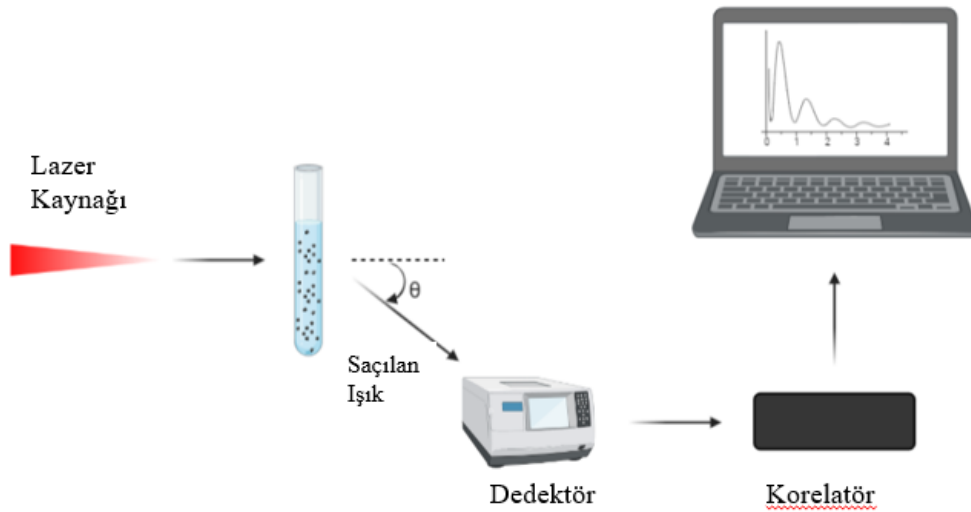 Lazer
Kaynağı
θ
Saçılan
Işık
Dedektör
Korelatör
0 1 2 3 4